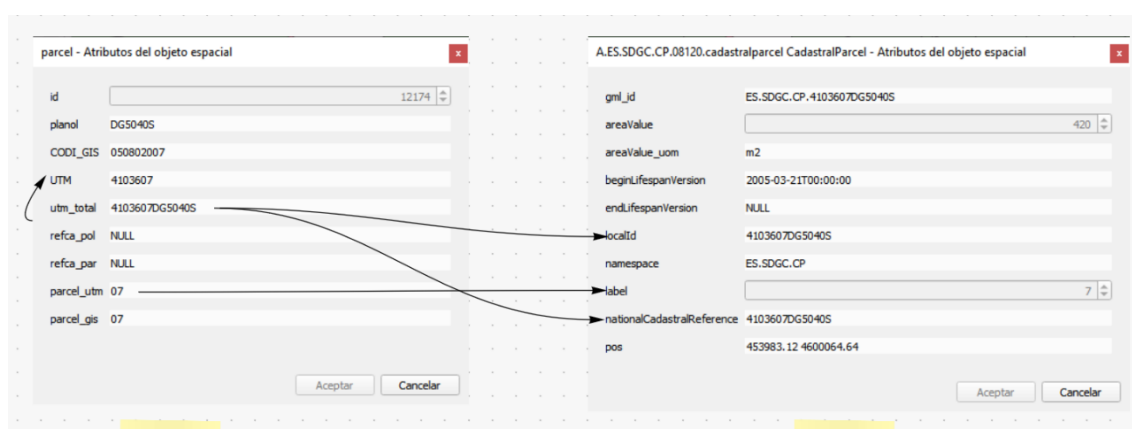 parcel - Atributos del objeto espacial
x
id 12174
planol DG5040S
CODI_GIS 050802007
UTM 4103607
utm_total 4103607DG5040S
refca_pol NULL
refca_par NULL
parcel_utm 07
parcel_gis 07
Aceptar Cancelar
A.ES.SDGC.CP.08120.cadastralparcel CadastralParcel - Atributos del objeto espacial
x
gml_id ES.SDGC.CP.4103607DG5040S
areaValue 420
areaValue_uom m2
beginLifespanVersion 2005-03-21T00:00:00
endLifespanVersion NULL
localId 4103607DG5040S
namespace ES.SDGC.CP
label 7
nationalCadastralReference 4103607DG5040S
pos 453983.12 4600064.64
Aceptar Cancelar